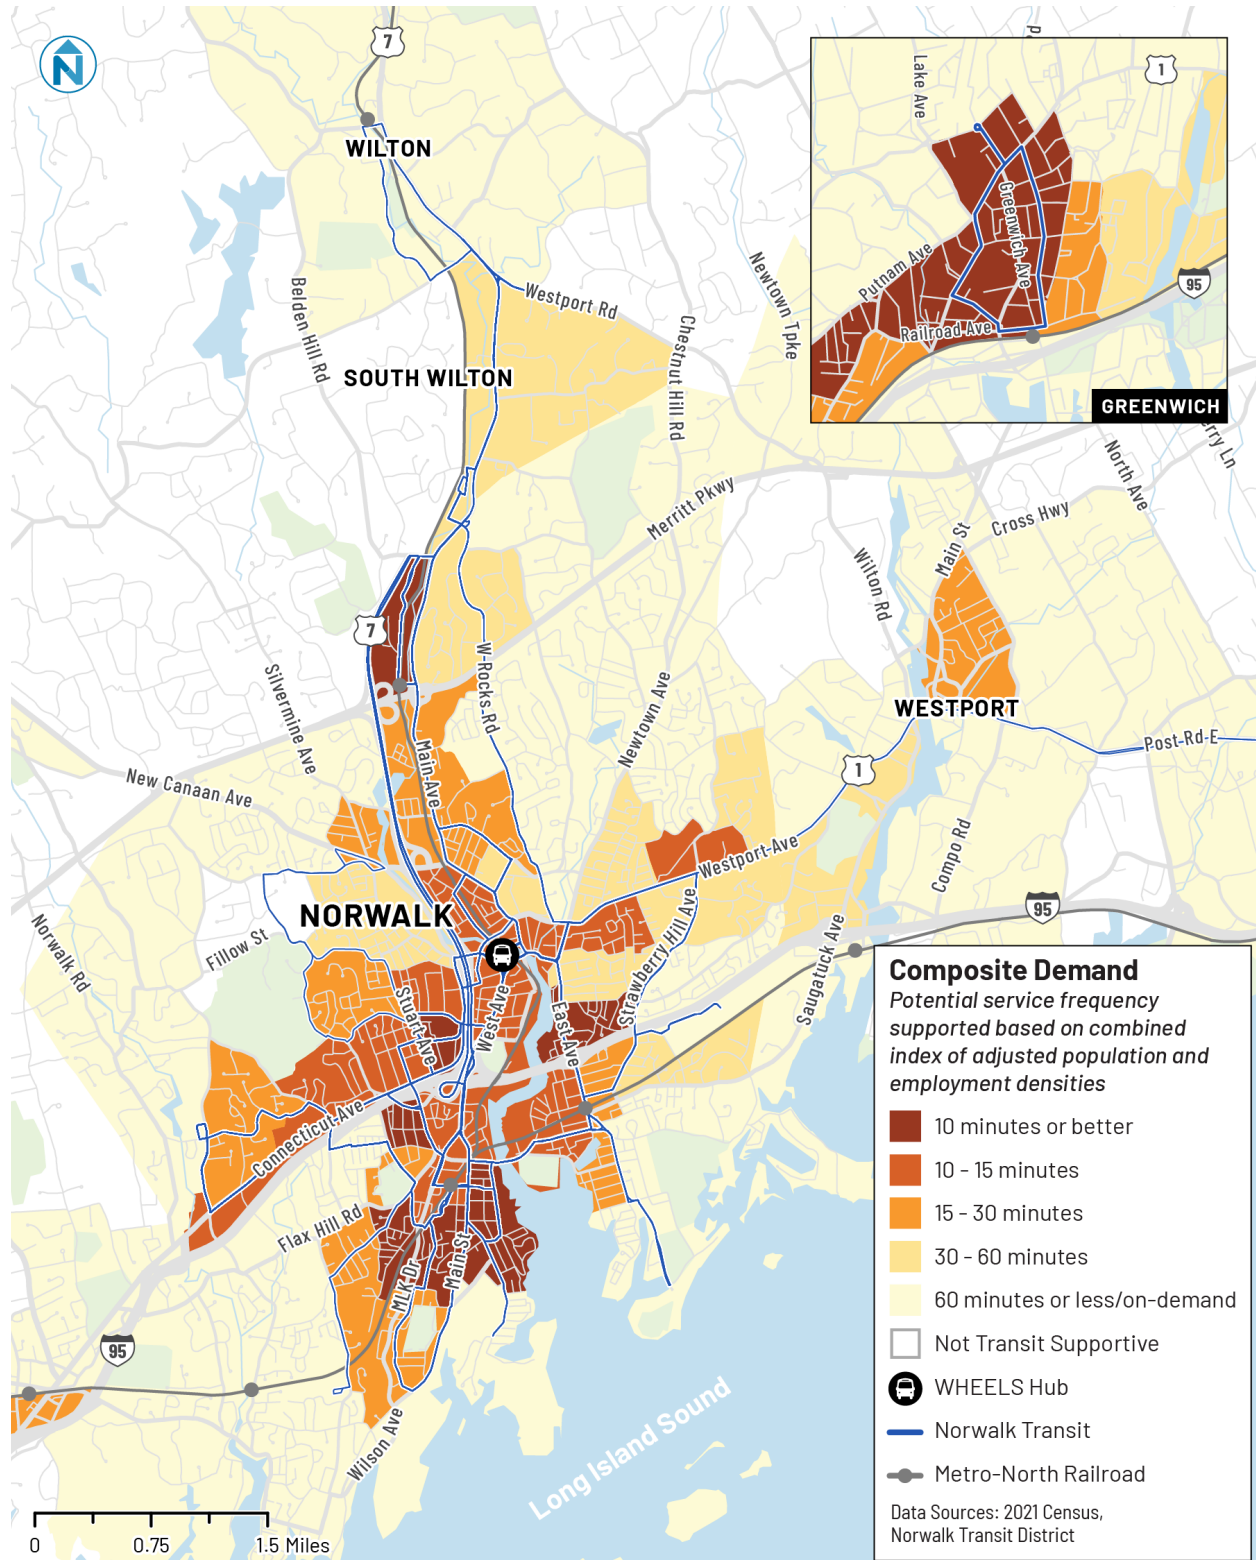 7
N
WILTON
Lake Ave
1
Greenwich Ave
Putnam Ave
Railroad Ave
95
GREENWICH
Belden Hill Rd
Westport Rd
Newtown Tpke
Chestnut Hill Rd
SOUTH WILTON
North Ave
Merritt Pkwy
Cross Hwy
Main St
Wilton Rd
7
W Rocks Rd
Silvermine Ave
Newtown Ave
WESTPORT
Post Rd E
Main Ave
1
New Canaan Ave
Westport Ave
Compo Rd
NORWALK
95
Norwalk Rd
Fillow St
Strawberry Hill Ave
Saugatuck Ave
Stuart Ave
West Ave
East Ave
Connecticut Ave
Flax Hill Rd
MLK Dr
Main St
95
Wilson Ave
Long Island Sound
0
0.75
1.5 Miles
Composite Demand
Potential service frequency
supported based on combined
index of adjusted population and
employment densities
10 minutes or better
10 - 15 minutes
15 - 30 minutes
30 - 60 minutes
60 minutes or less/on-demand
Not Transit Supportive
WHEELS Hub
Norwalk Transit
Metro-North Railroad
Data Sources: 2021 Census,
Norwalk Transit District